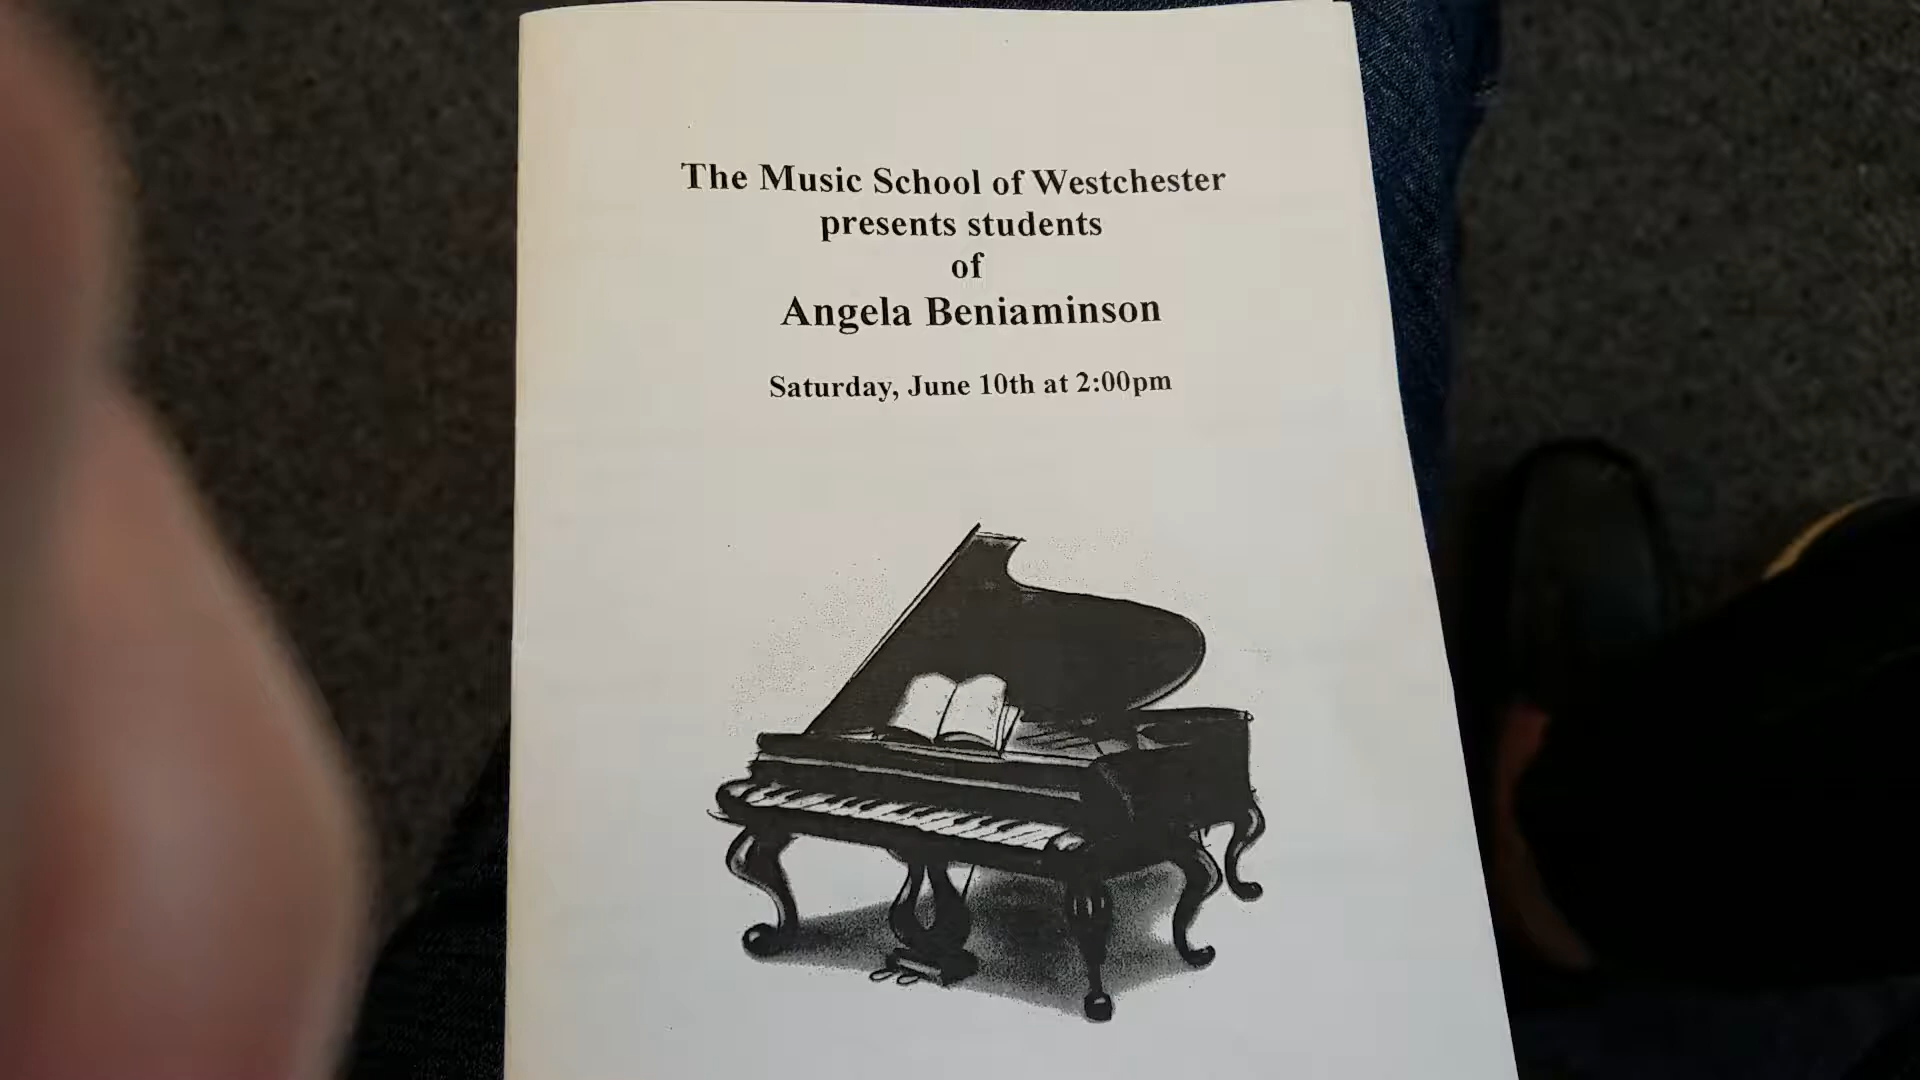 The Music School of Westchester
presents students
of
Angela Beniaminson
Saturday, June 10th at 2:00pm